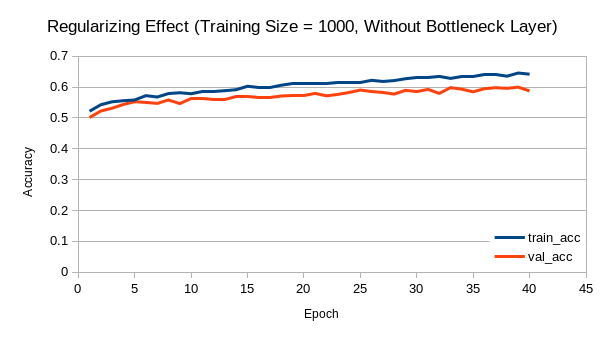 Regularizing Effect (Training Size = 1000, Without Bottleneck Layer)
0.7
0.6
0.5
0.4
0.3
0.2
0.1
0
Accuracy
train_acc
val_acc
0 5 10 15 20 25 30 35 40 45
Epoch